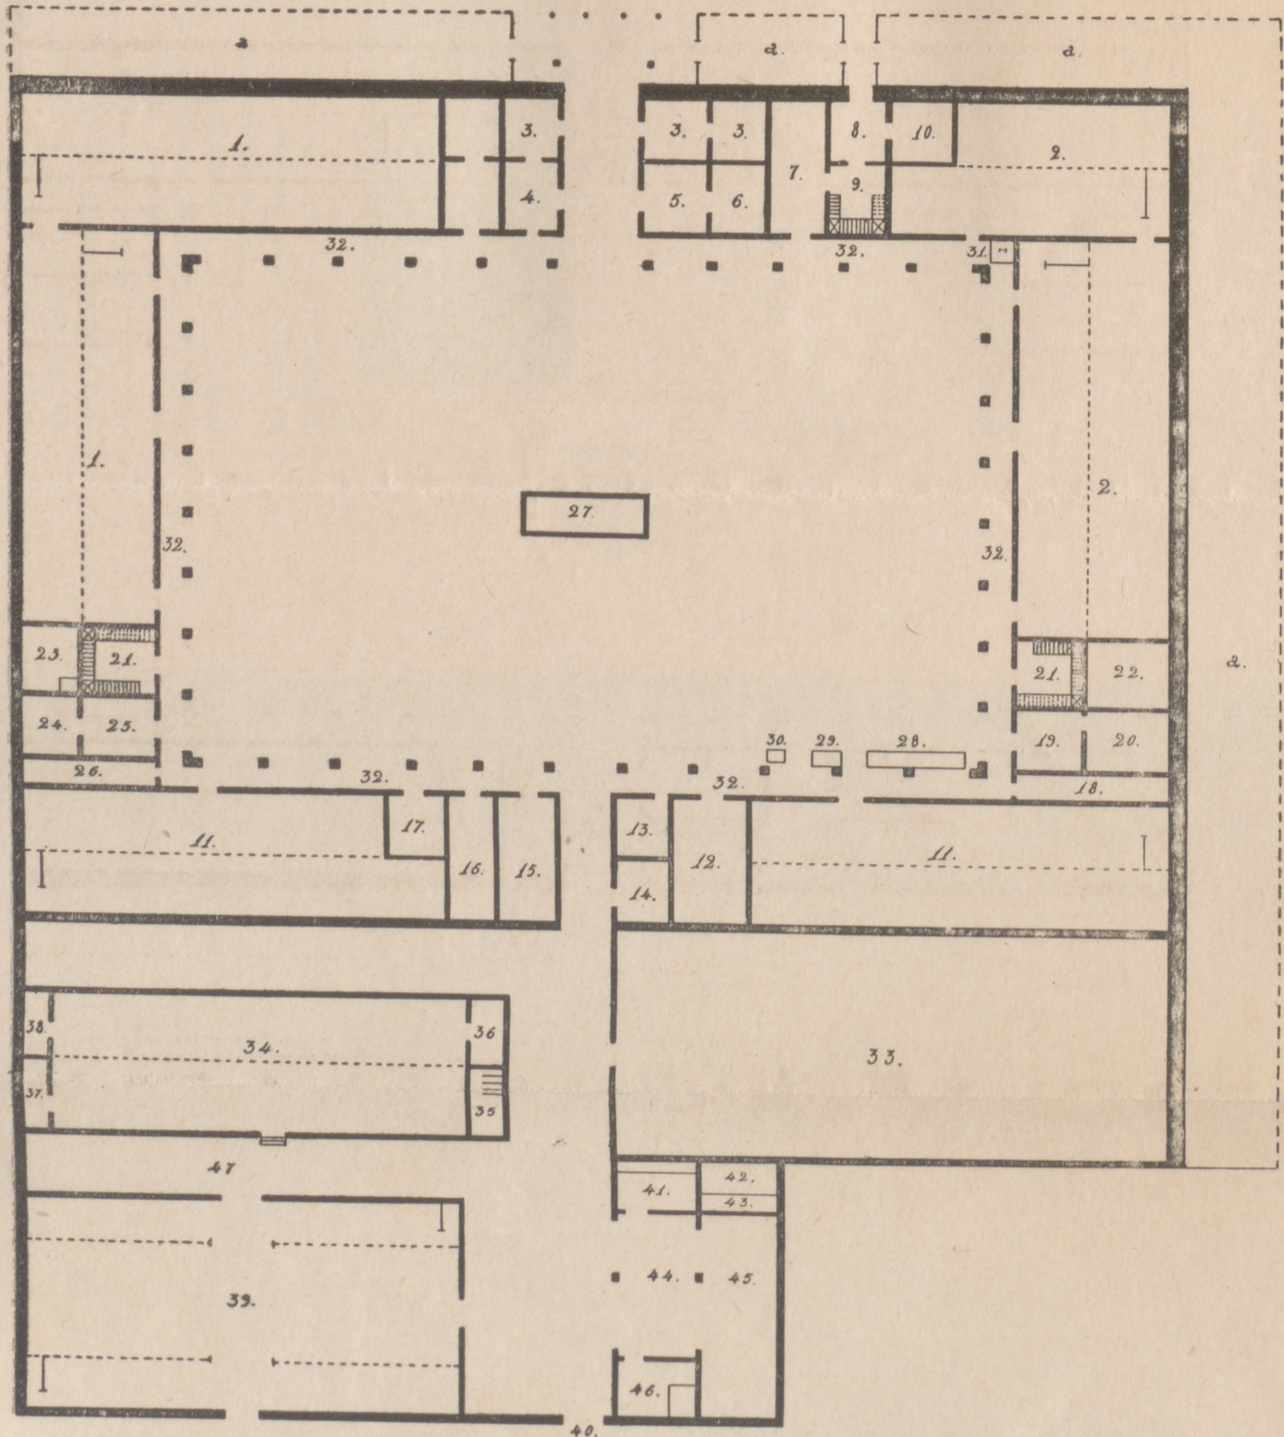 a a. a.
1. 3. 3. 3. 8. 10. 2.
4. 5. 6. 7. 9.
32. 32. 31.
1. 2.
27.
32. 32.
23. 21. 21. 22. a.
24. 25. 19. 20.
26. 32. 30. 29. 28. 18.
32.
11. 17. 13. 11.
16. 15. 14. 12.
38. 34. 36 33.
37. 35
47 41. 42.
43.
39. 44. 45.
46.
40.